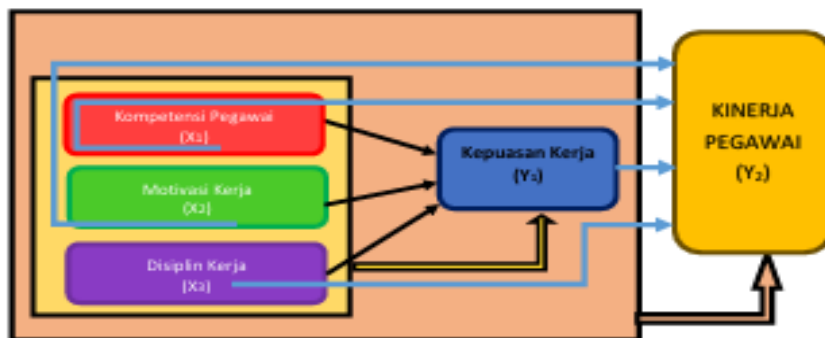 Kompetensi Pegawai
(X₁)
Motivasi Kerja
(X₂)
Disiplin Kerja
(X₃)
Kepuasan Kerja
(Y₁)
KINERJA
PEGAWAI
(Y₂)